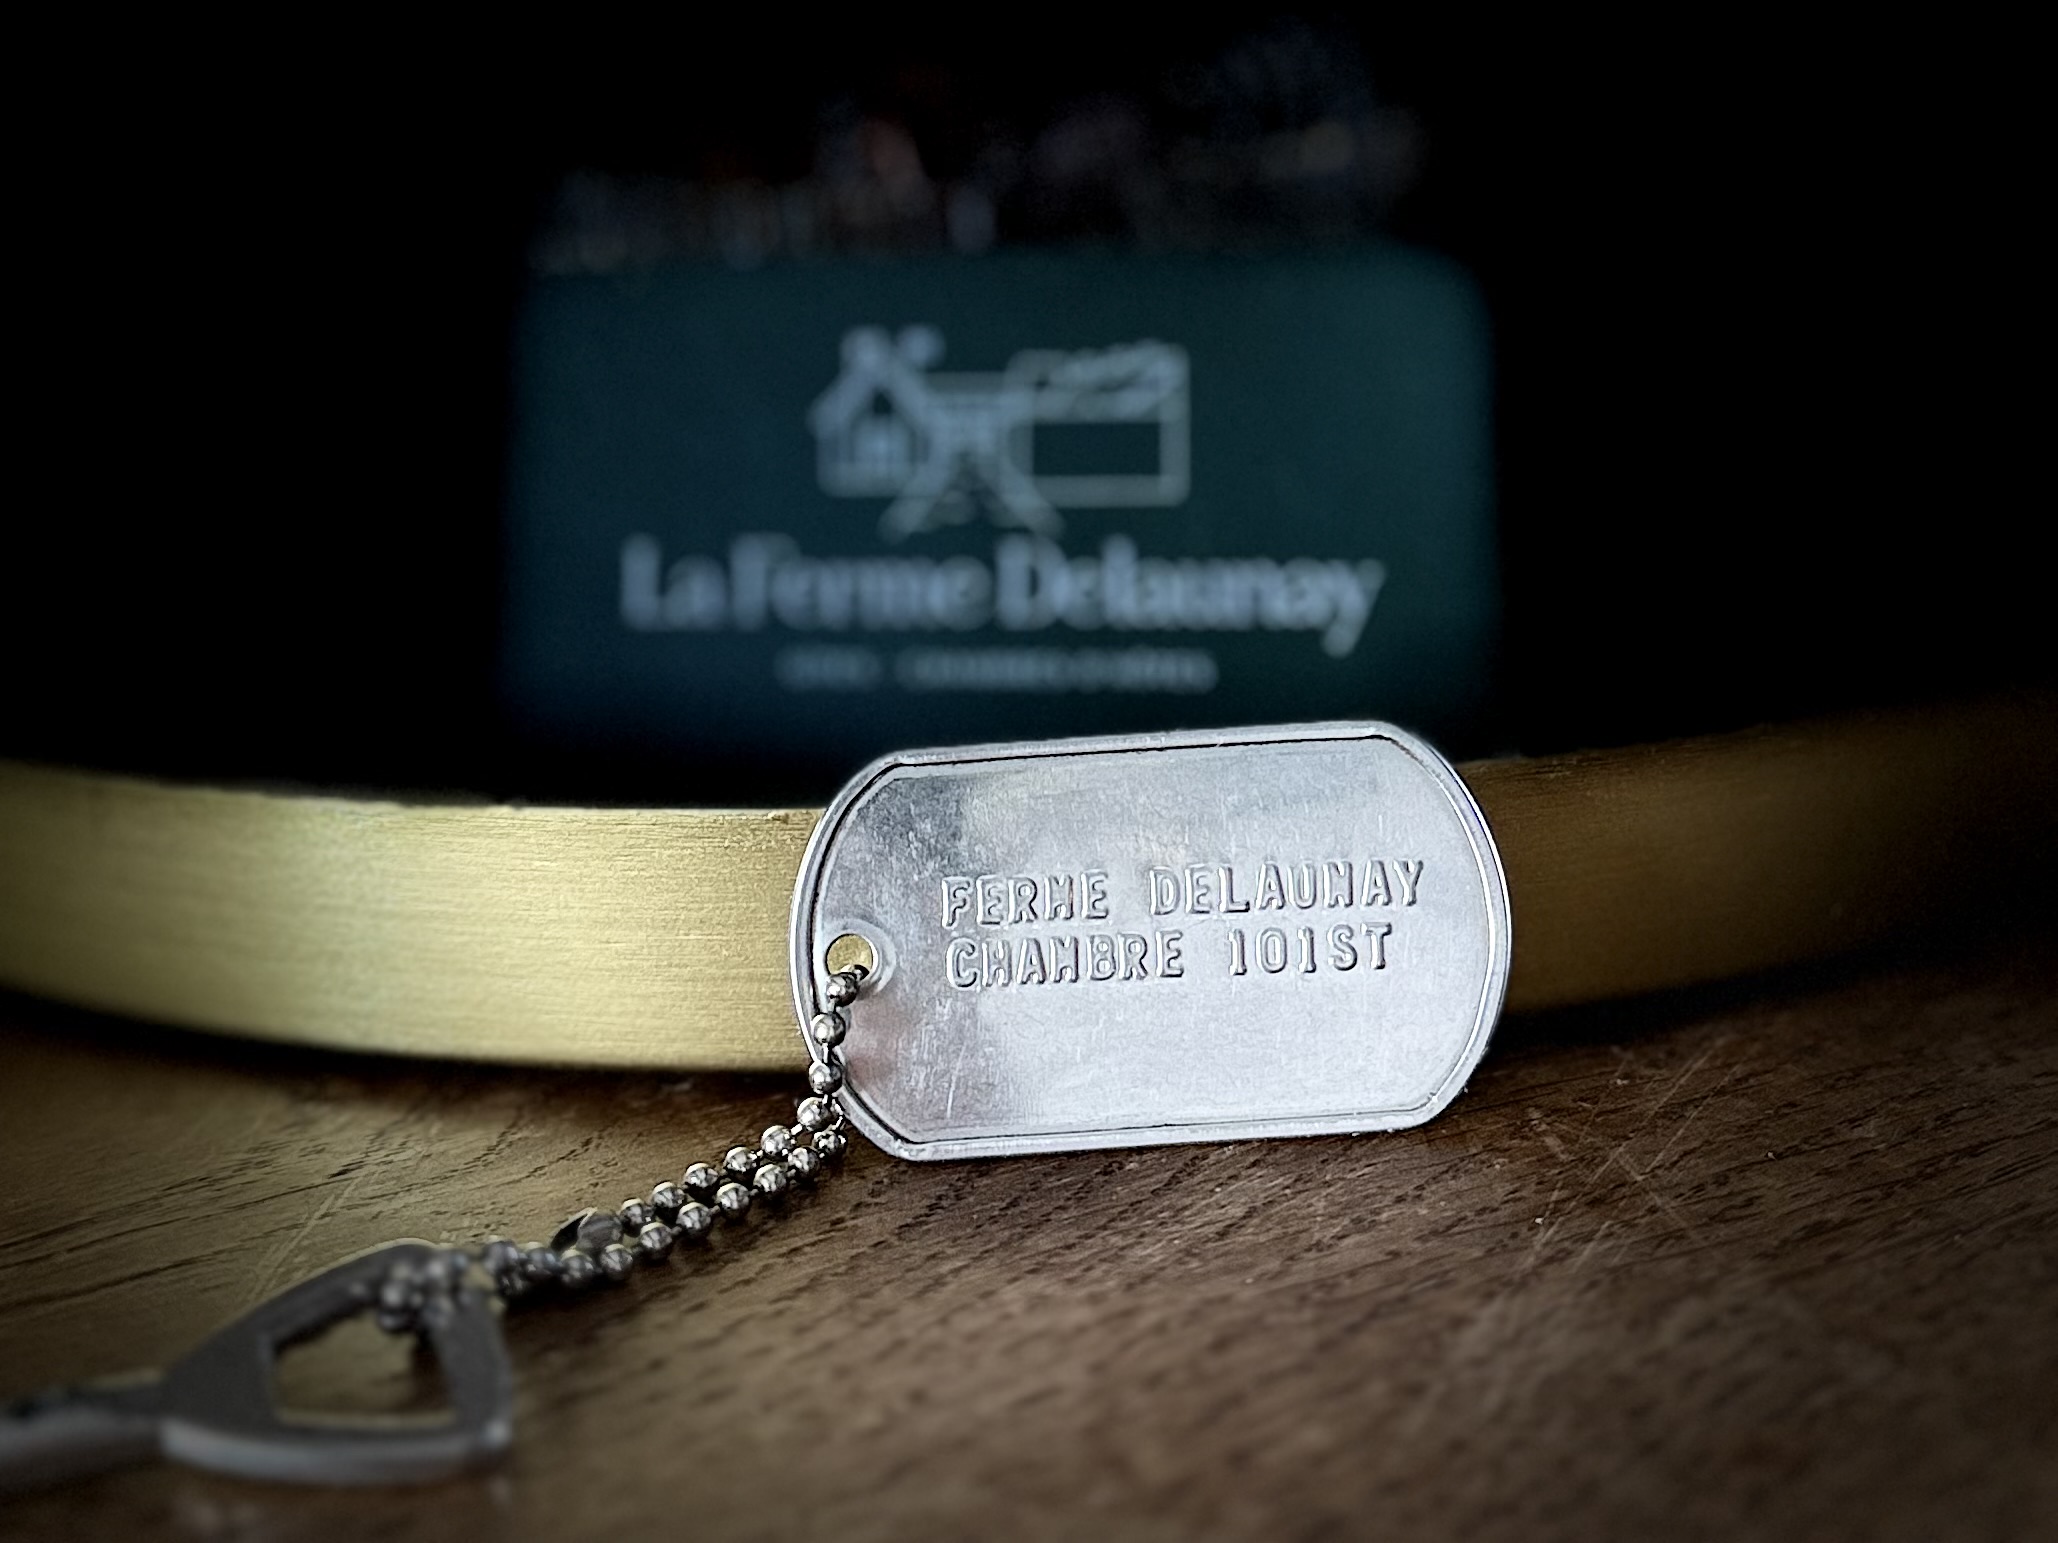 La Ferme Delaunay
FERME DELAUNAY
CHAMBRE 101ST